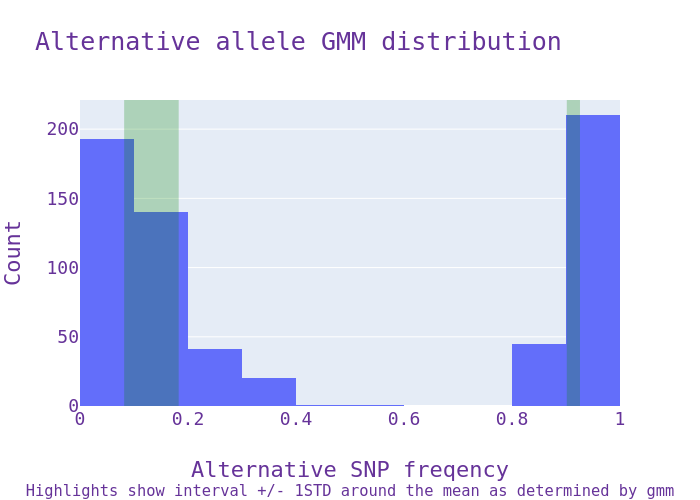 Alternative allele GMM distribution
200
150
100
50
0
Count
0 0.2 0.4 0.6 0.8 1
Alternative SNP freqency
Highlights show interval +/- 1STD around the mean as determined by gmm